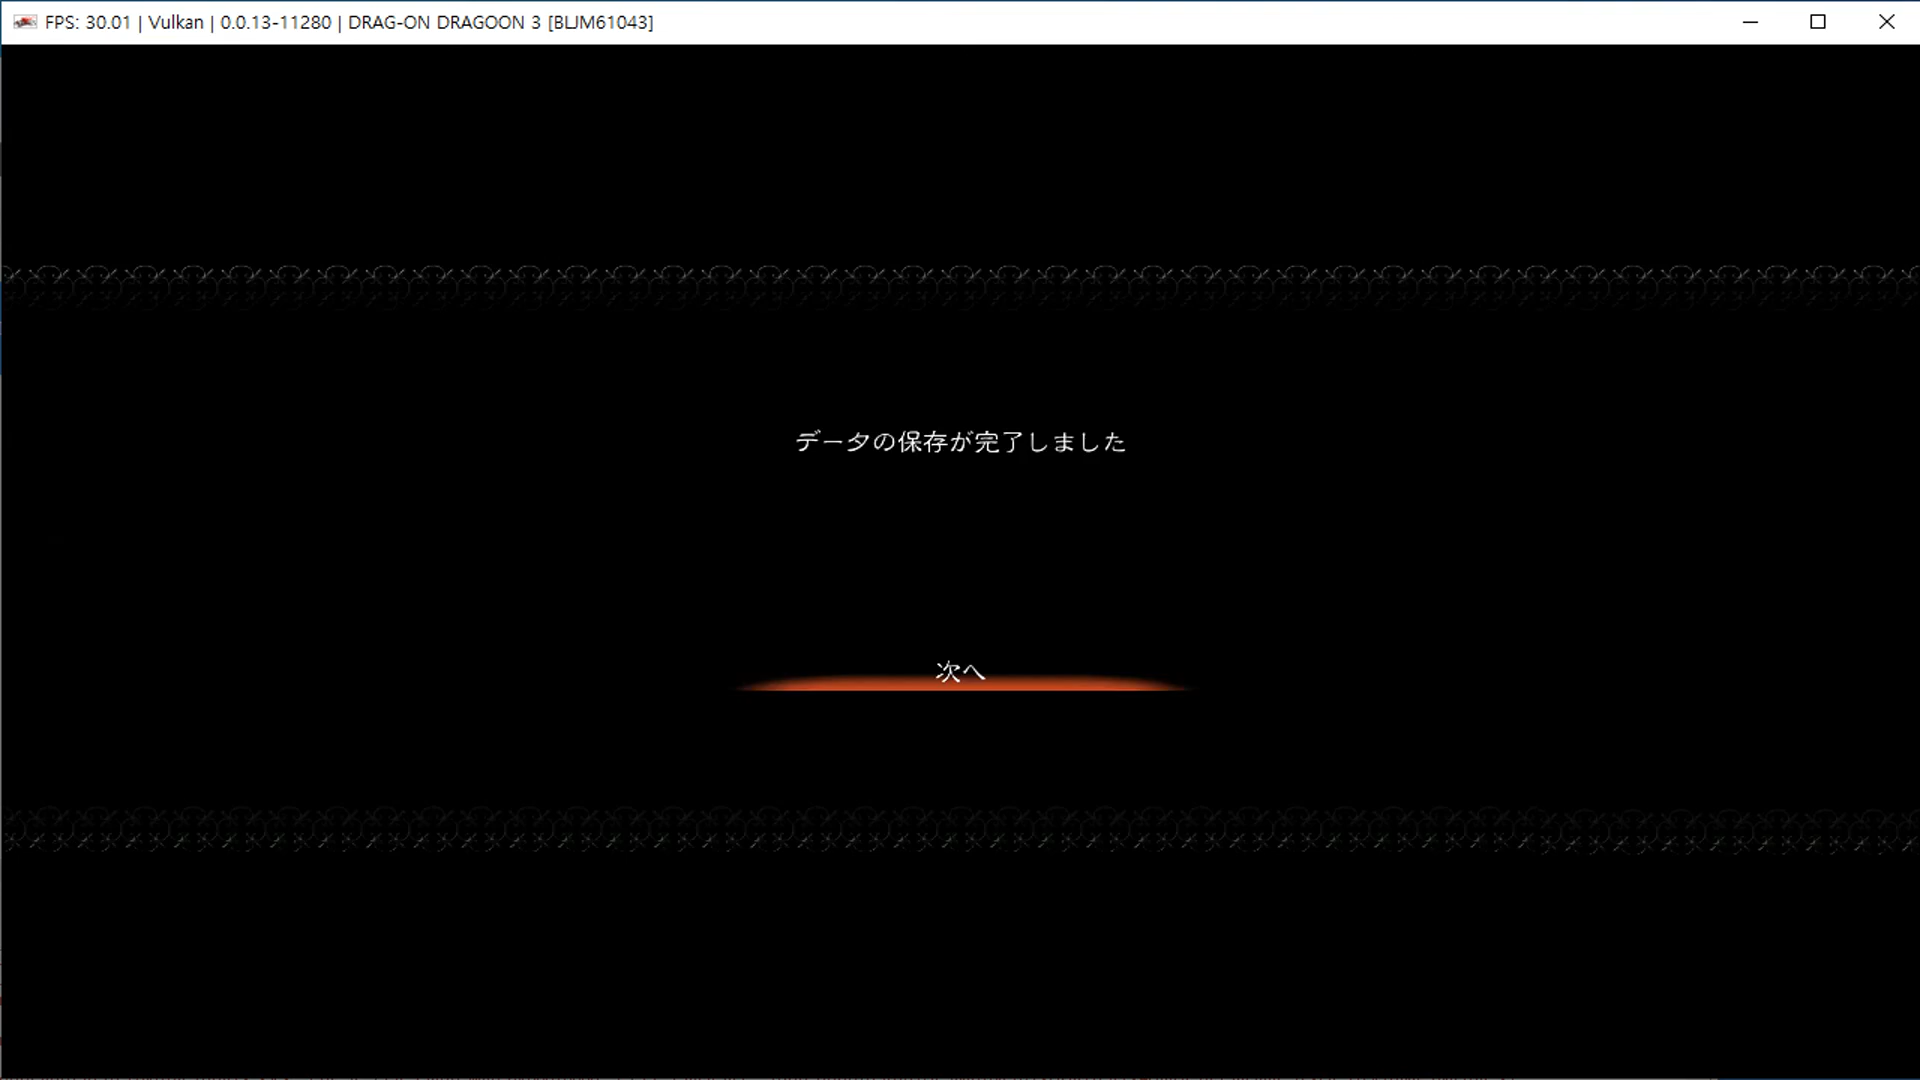 FPS: 30.01 | Vulkan | 0.0.13-11280 | DRAG-ON DRAGOON 3 [BLJM61043]
データの保存が完了しました
次へ